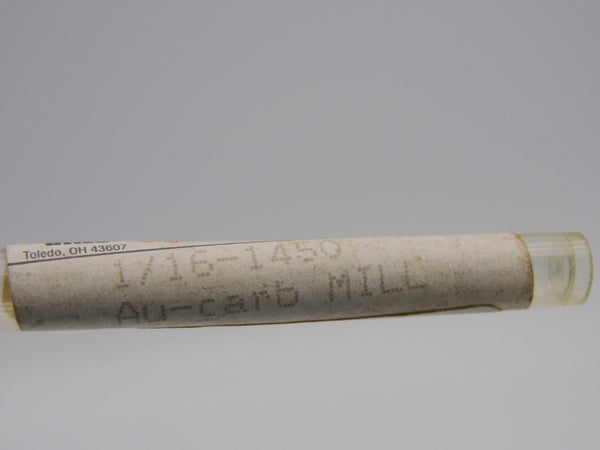 Toledo, OH 43607
1/16-1450
Au-carb MILL